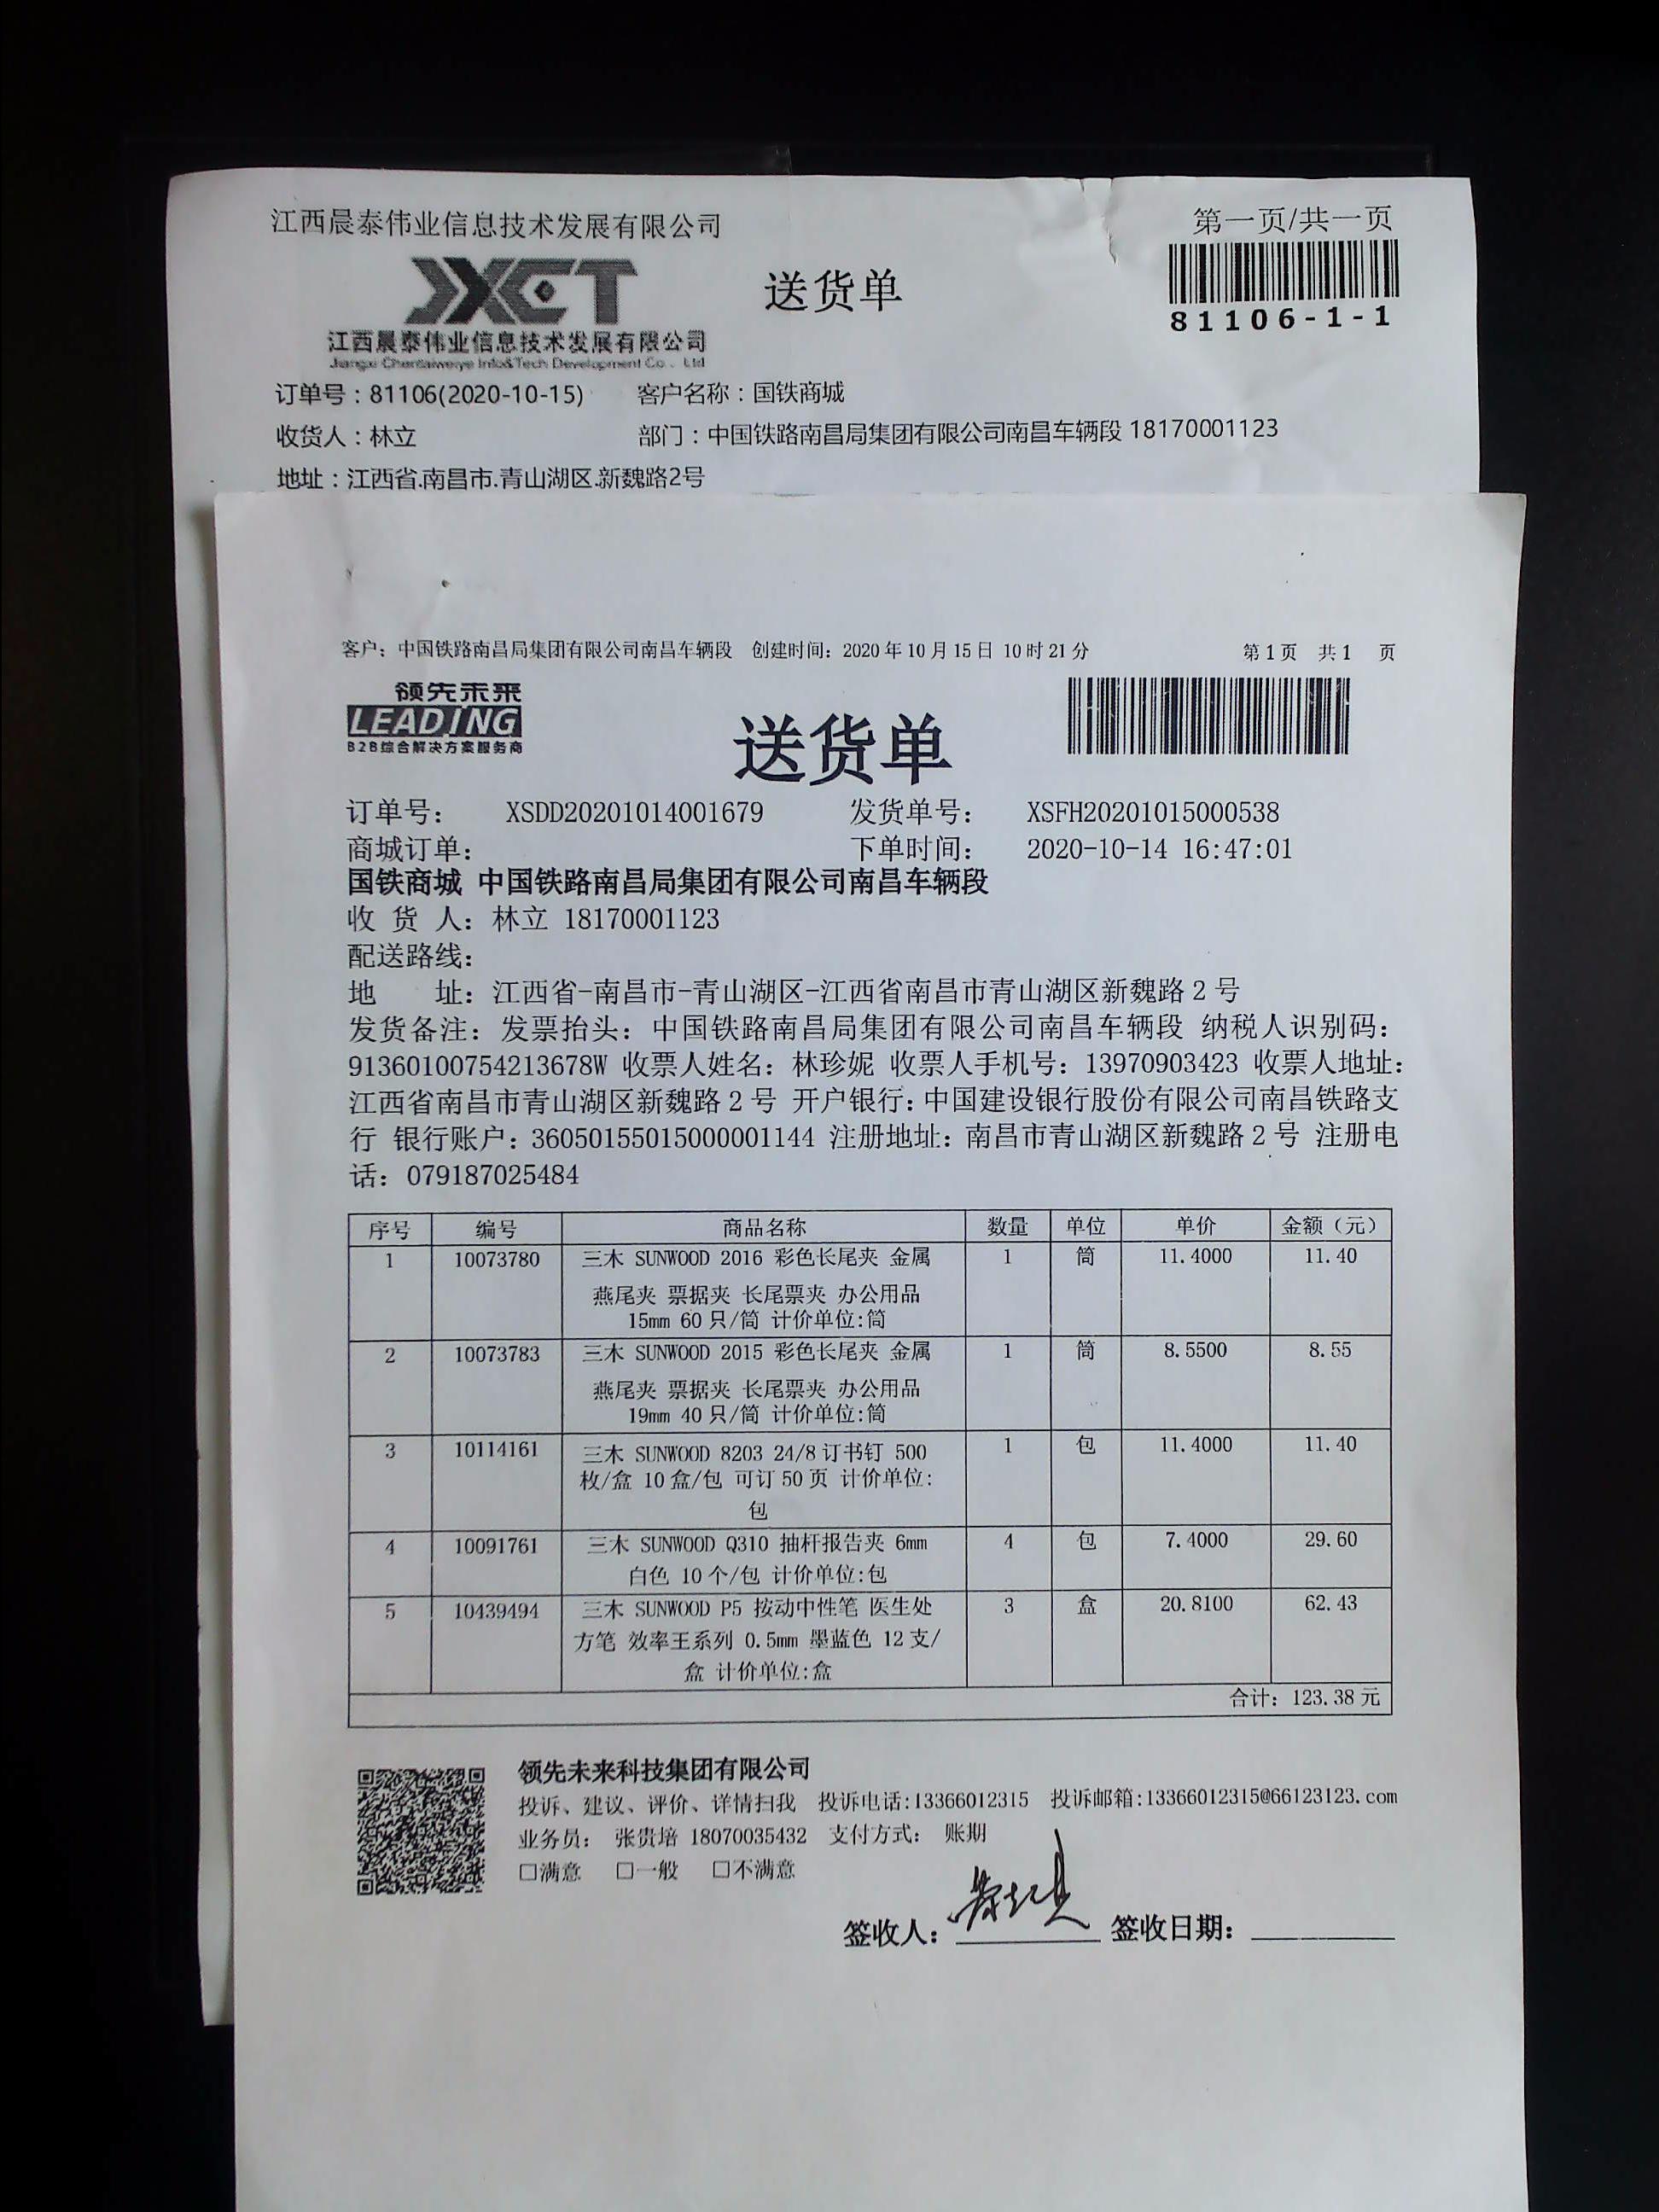 江西晨泰伟业信息技术发展有限公司
第一页/共一页
JXCT
送货单
81106-1-1
江西晨泰伟业信息技术发展有限公司
Jiangxi Chentaiweiye Info&Tech Development Co., Ltd
订单号：81106(2020-10-15) 客户名称：国铁商城
收货人：林立 部门：中国铁路南昌局集团有限公司南昌车辆段 18170001123
地址：江西省.南昌市.青山湖区.新魏路2号
客户：中国铁路南昌局集团有限公司南昌车辆段 创建时间：2020年10月15日 10时21分 第1页 共1 页
领先未来
LEADING
B2B综合解决方案服务商
送货单
订单号： XSDD20201014001679 发货单号： XSFH20201015000538
商城订单： 下单时间： 2020-10-14 16:47:01
国铁商城 中国铁路南昌局集团有限公司南昌车辆段
收 货 人：林立 18170001123
配送路线：
地 址：江西省-南昌市-青山湖区-江西省南昌市青山湖区新魏路2号
发货备注：发票抬头：中国铁路南昌局集团有限公司南昌车辆段 纳税人识别码：
91360100754213678W 收票人姓名：林珍妮 收票人手机号：13970903423 收票人地址：
江西省南昌市青山湖区新魏路2号 开户银行：中国建设银行股份有限公司南昌铁路支
行 银行账户：36050155015000001144 注册地址：南昌市青山湖区新魏路2号 注册电
话：079187025484
序号 编号 商品名称 数量 单位 单价 金额（元）
1 10073780 三木 SUNWOOD 2016 彩色长尾夹 金属 1 筒 11.4000 11.40
燕尾夹 票据夹 长尾票夹 办公用品
15mm 60只/筒 计价单位:筒
2 10073783 三木 SUNWOOD 2015 彩色长尾夹 金属 1 筒 8.5500 8.55
燕尾夹 票据夹 长尾票夹 办公用品
19mm 40只/筒 计价单位:筒
3 10114161 三木 SUNWOOD 8203 24/8订书钉 500 1 包 11.4000 11.40
枚/盒 10盒/包 可订50页 计价单位:
包
4 10091761 三木 SUNWOOD Q310 抽杆报告夹 6mm 4 包 7.4000 29.60
白色 10个/包 计价单位:包
5 10439494 三木 SUNWOOD P5 按动中性笔 医生处 3 盒 20.8100 62.43
方笔 效率王系列 0.5mm 墨蓝色 12支/
盒 计价单位:盒
合计：123.38元
领先未来科技集团有限公司
投诉、建议、评价、详情扫我 投诉电话:13366012315 投诉邮箱:13366012315@66123123.com
业务员： 张贵培 18070035432 支付方式： 账期
□满意 □一般 □不满意
签收人： 签收日期：